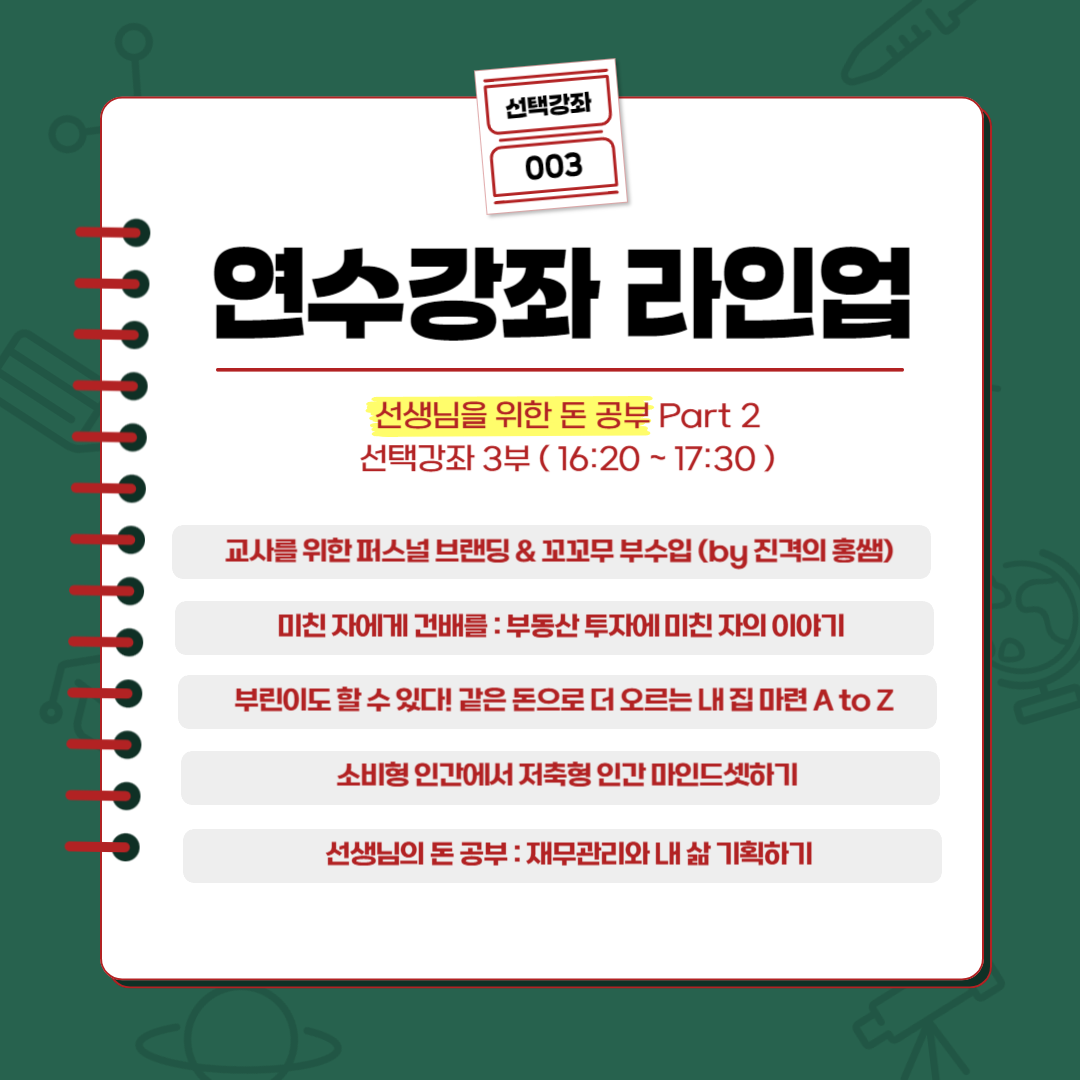 선택강좌
003
연수강좌 라인업
선생님을 위한 돈 공부 Part 2
선택강좌 3부 ( 16:20 ~ 17:30 )
교사를 위한 퍼스널 브랜딩 & 꼬꼬무 부수입 (by 진격의 홍쌤)
미친 자에게 건배를 : 부동산 투자에 미친 자의 이야기
부린이도 할 수 있다! 같은 돈으로 더 오르는 내 집 마련 A to Z
소비형 인간에서 저축형 인간 마인드셋하기
선생님의 돈 공부 : 재무관리와 내 삶 기획하기